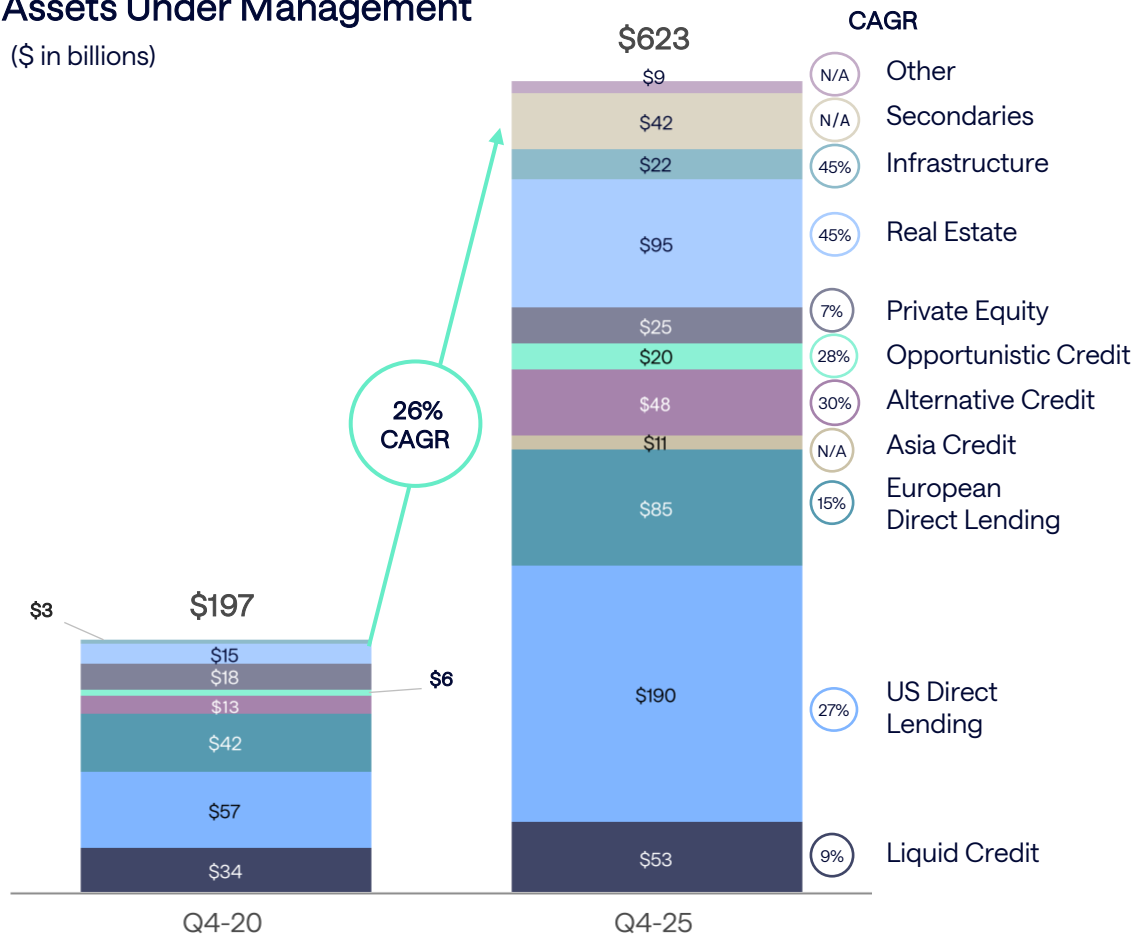 Assets Under Management
($ in billions)
CAGR
$623
$9
N/A
Other
$42
N/A
Secondaries
$22
45%
Infrastructure
$95
45%
Real Estate
$25
7%
Private Equity
$20
28%
Opportunistic Credit
$48
30%
Alternative Credit
$11
N/A
Asia Credit
$85
15%
European
Direct Lending
$190
27%
US Direct
Lending
$53
9%
Liquid Credit
26%
CAGR
$197
$3
$15
$18
$6
$13
$42
$57
$34
Q4-20
Q4-25